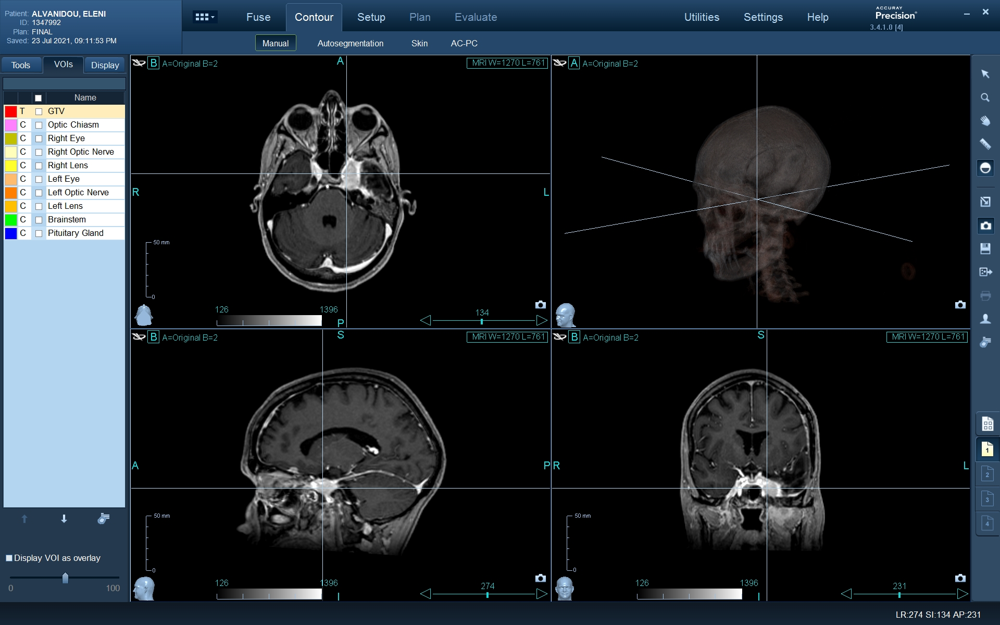 Patient: ALVANIDOU, ELENI
ID: 1347992
Plan: FINAL
Saved: 23 Jul 2021, 09:11:53 PM
Fuse Contour Setup Plan Evaluate Utilities Settings Help
ACCURAY
Precision®
3.4.1.0 [4]
Manual Autosegmentation Skin AC-PC
Tools VOIs Display
Name
T GTV
C Optic Chiasm
C Right Eye
C Right Optic Nerve
C Right Lens
C Left Eye
C Left Optic Nerve
C Left Lens
C Brainstem
C Pituitary Gland
Display VOI as overlay
0 100
B A=Original B=2 A MRI W=1270 L=761
R L
50 mm
0
126 1396 134
P
A A=Original B=2
B A=Original B=2 S MRI W=1270 L=761
A P
50 mm
0
126 1396 274
I
B A=Original B=2 S MRI W=1270 L=761
R L
50 mm
0
126 1396 231
I
1
2
3
4
LR:274 SI:134 AP:231